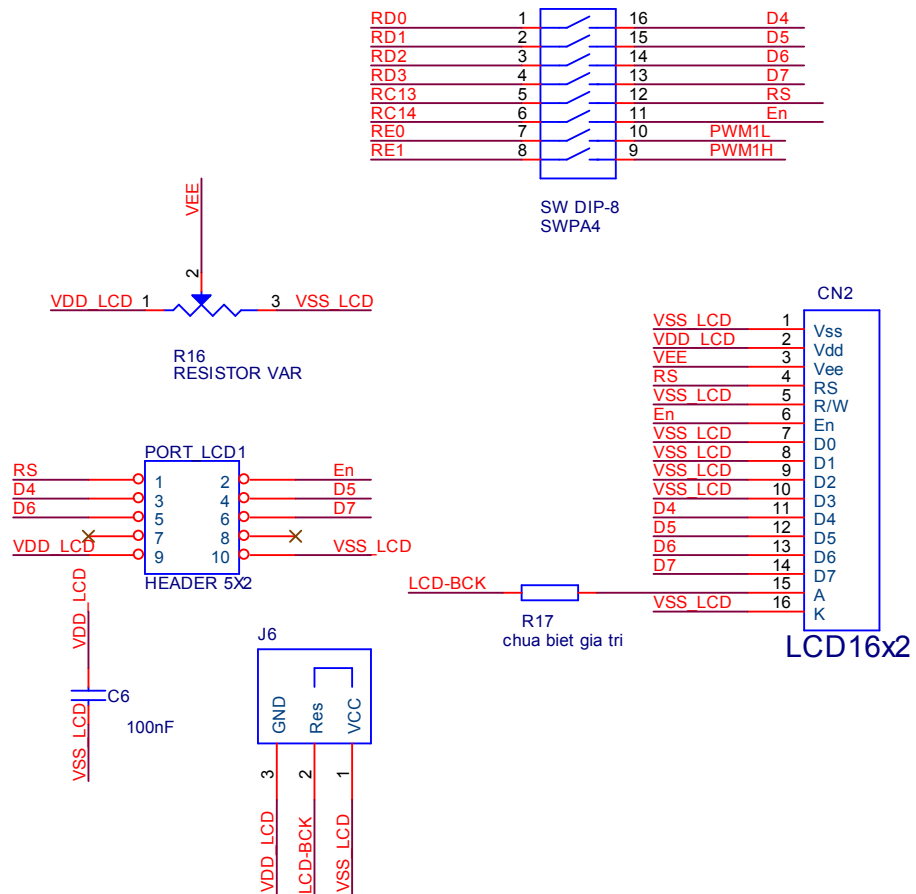 RD0 1 16 D4
RD1 2 15 D5
RD2 3 14 D6
RD3 4 13 D7
RC13 5 12 RS
RC14 6 11 En
RE0 7 10 PWM1L
RE1 8 9 PWM1H
SW DIP-8
SWPA4
VEE
2
VDD_LCD 1 3 VSS_LCD
R16
RESISTOR VAR
CN2
VSS_LCD 1 Vss
VDD_LCD 2 Vdd
VEE 3 Vee
RS 4 RS
VSS_LCD 5 R/W
En 6 En
VSS_LCD 7 D0
VSS_LCD 8 D1
VSS_LCD 9 D2
VSS_LCD 10 D3
D4 11 D4
D5 12 D5
D6 13 D6
D7 14 D7
LCD-BCK 15 A
VSS_LCD 16 K
R17
chua biet gia tri
LCD16x2
PORT_LCD1
RS 1 2 En
D4 3 4 D5
D6 5 6 D7
7 8
VDD_LCD 9 10 VSS_LCD
HEADER 5X2
VDD_LCD
C6
100nF
VSS_LCD
J6
GND Res VCC
3 2 1
VDD_LCD LCD-BCK VSS_LCD